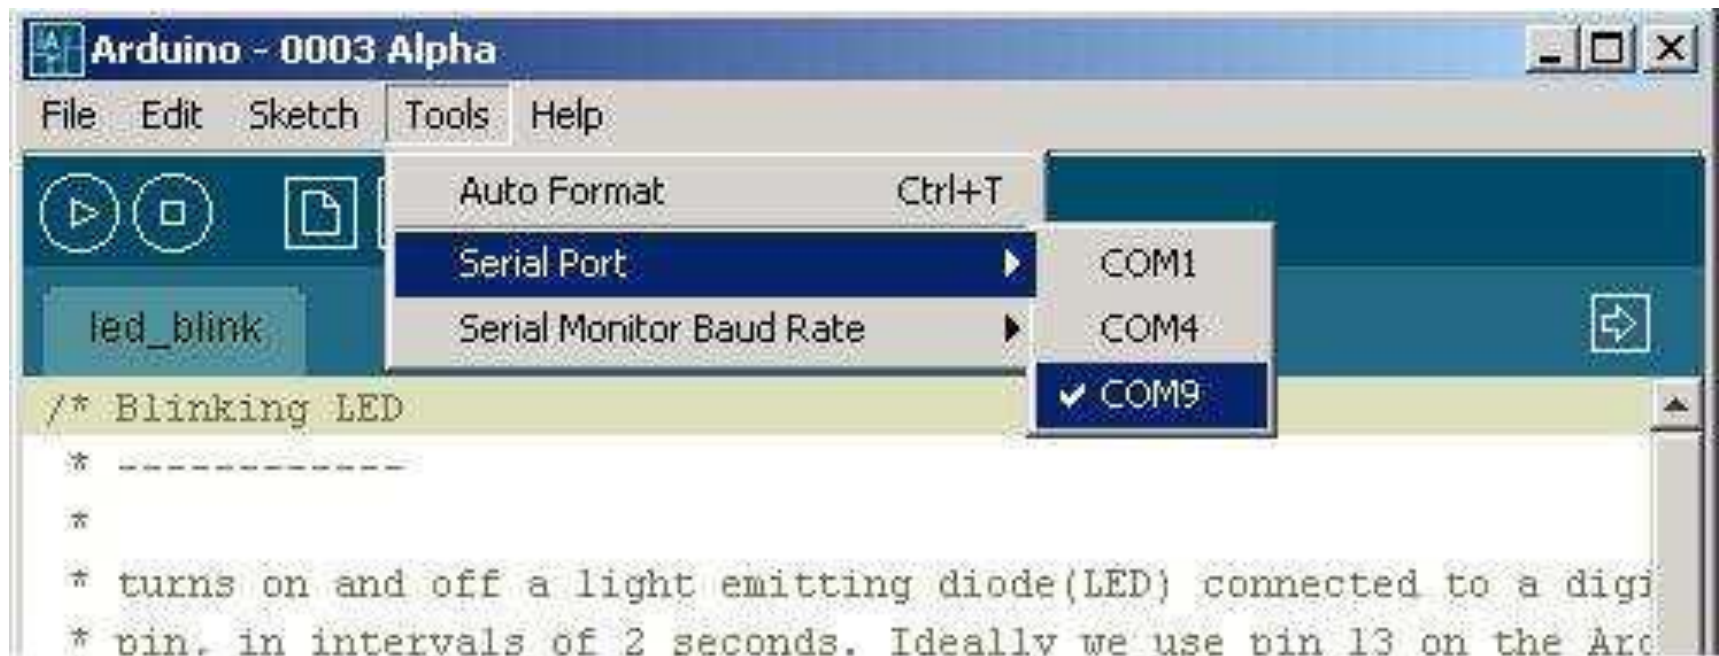 Arduino - 0003 Alpha
File Edit Sketch Tools Help
Auto Format Ctrl+T
Serial Port
COM1
led_blink
Serial Monitor Baud Rate
COM4
COM9
/* Blinking LED
* ------------
*
* turns on and off a light emitting diode(LED) connected to a digi
* pin, in intervals of 2 seconds. Ideally we use pin 13 on the Ard